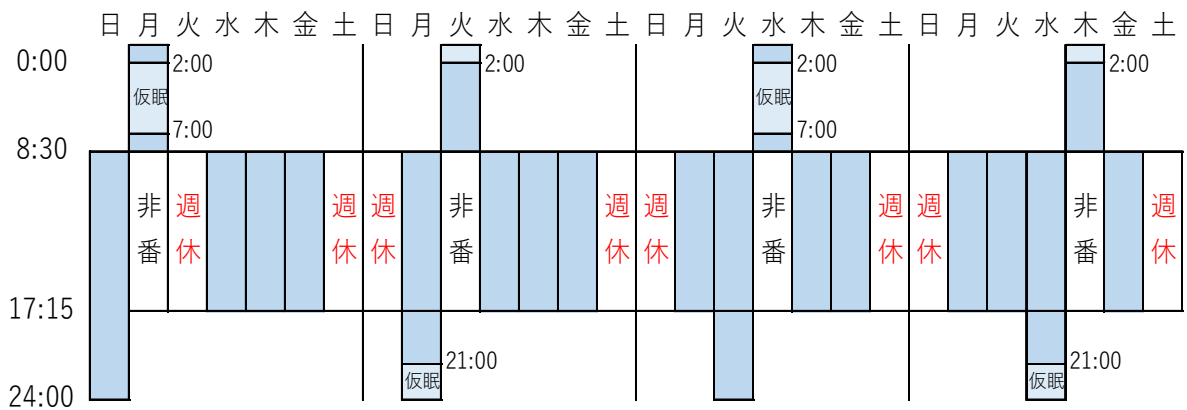 日 月 火 水 木 金 土 日 月 火 水 木 金 土 日 月 火 水 木 金 土 日 月 火 水 木 金 土
0:00
2:00 2:00 2:00 2:00
仮眠 仮眠
7:00 7:00
8:30
非番 週休 週休 週休 非番 週休 週休 非番 週休 週休 非番 週休
17:15
21:00 21:00
仮眠 仮眠
24:00